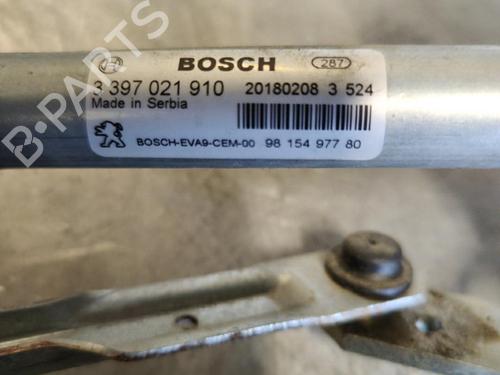 BOSCH
287
3 397 021 910
20180208 3 524
Made in Serbia
BOSCH-EVA9-CEM-00 98 154 977 80
B-PARTS